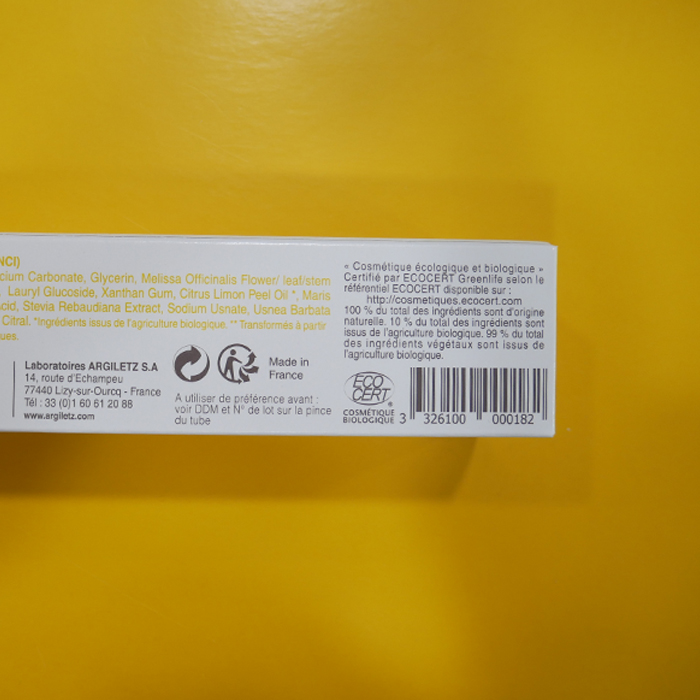 NCI)
cium Carbonate, Glycerin, Melissa Officinalis Flower/ leaf/stem
Lauryl Glucoside, Xanthan Gum, Citrus Limon Peel Oil *, Maris
Acid, Stevia Rebaudiana Extract, Sodium Usnate, Usnea Barbata
Citral. *Ingrédients issus de l'agriculture biologique. ** Transformés à partir
ques.
Laboratoires ARGILETZ S.A
14, route d'Echampeu
77440 Lizy-sur-Ourcq - France
Tél : 33 (0)1 60 61 20 88
www.argiletz.com
Made in
France
A utiliser de préférence avant :
voir DDM et N° de lot sur la pince
du tube
« Cosmétique écologique et biologique »
Certifié par ECOCERT Greenlife selon le
référentiel ECOCERT disponible sur :
http://cosmetiques.ecocert.com
100 % du total des ingrédients sont d'origine
naturelle. 10 % du total des ingrédients sont
issus de l'agriculture biologique. 99 % du total
des ingrédients végétaux sont issus de
l'agriculture biologique.
ECO
CERT
®
COSMÉTIQUE
BIOLOGIQUE
3 326100 000182